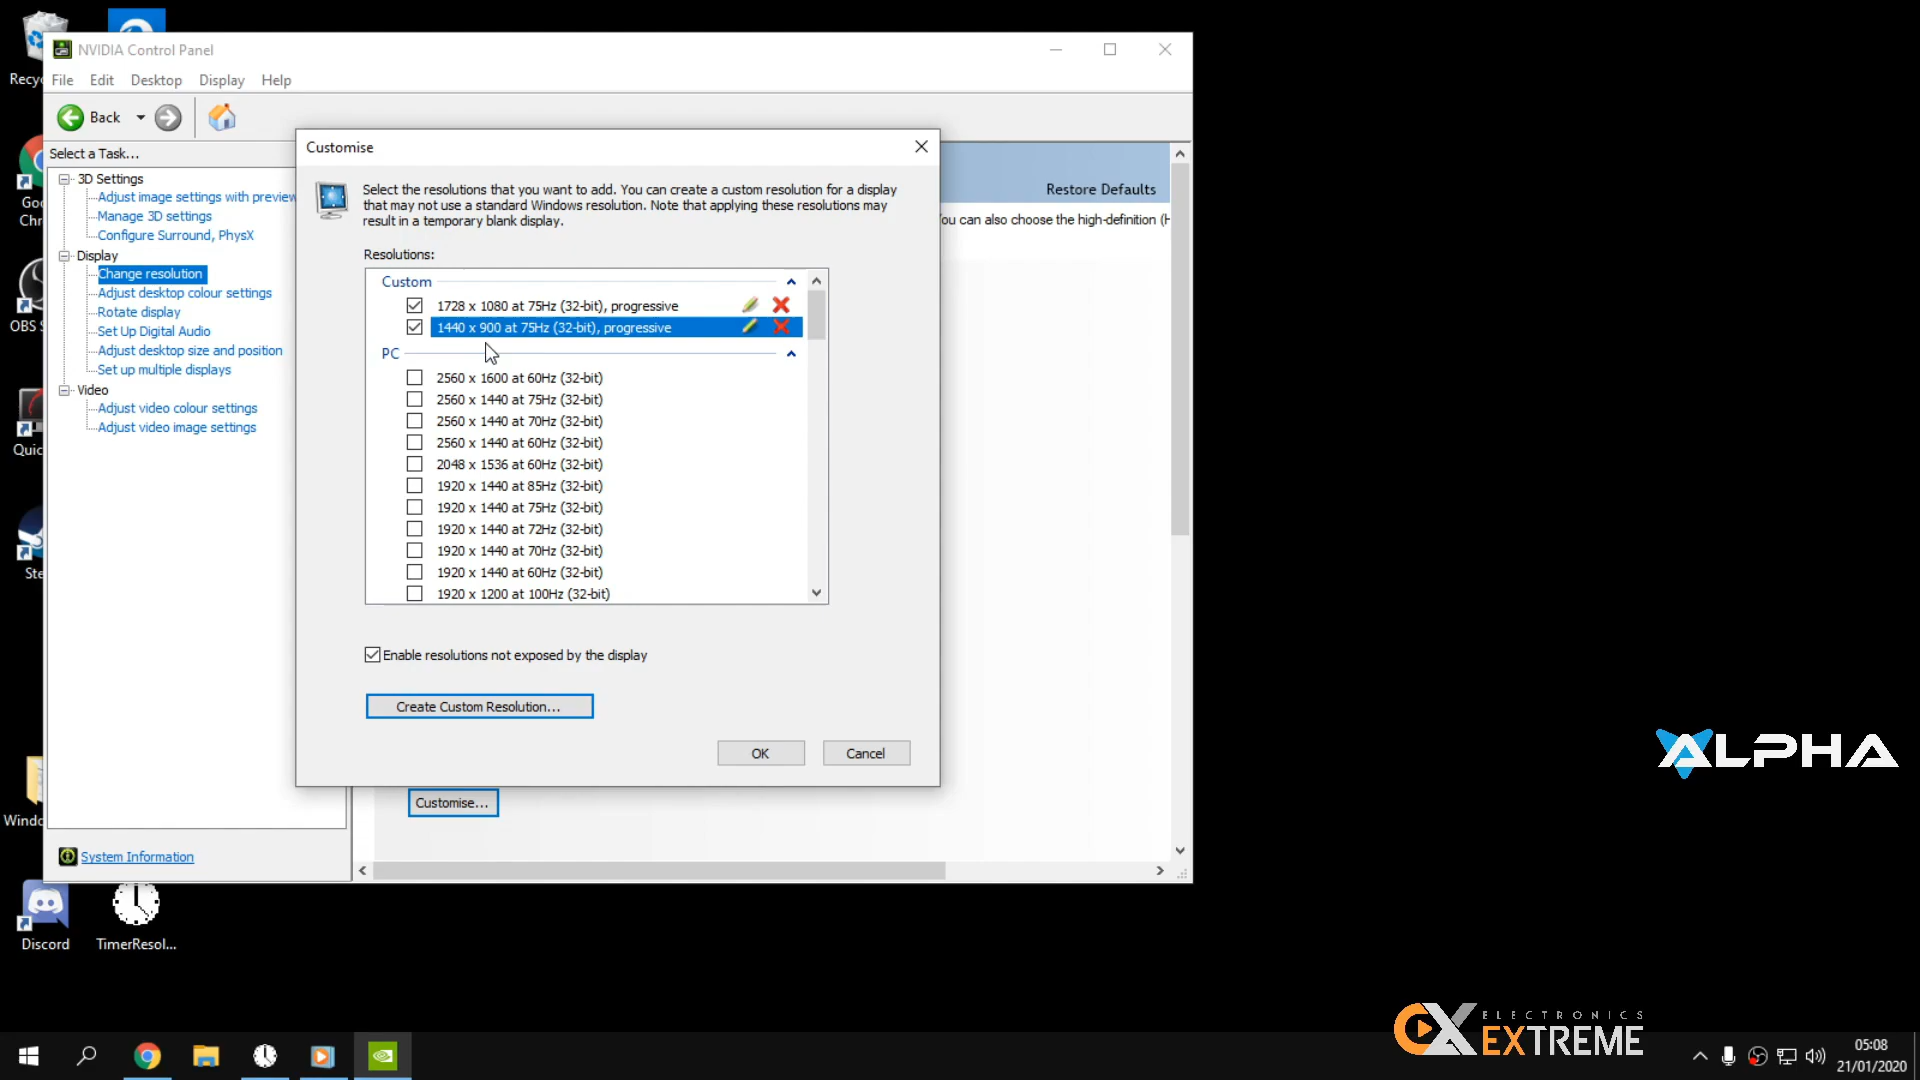 NVIDIA Control Panel
File Edit Desktop Display Help
Back
Select a Task...
3D Settings
Adjust image settings with preview
Manage 3D settings
Configure Surround, PhysX
Display
Change resolution
Adjust desktop colour settings
Rotate display
Set Up Digital Audio
Adjust desktop size and position
Set up multiple displays
Video
Adjust video colour settings
Adjust video image settings
System Information
Restore Defaults
ou can also choose the high-definition (H
Customise
Select the resolutions that you want to add. You can create a custom resolution for a display
that may not use a standard Windows resolution. Note that applying these resolutions may
result in a temporary blank display.
Resolutions:
Custom
1728 x 1080 at 75Hz (32-bit), progressive
1440 x 900 at 75Hz (32-bit), progressive
PC
2560 x 1600 at 60Hz (32-bit)
2560 x 1440 at 75Hz (32-bit)
2560 x 1440 at 70Hz (32-bit)
2560 x 1440 at 60Hz (32-bit)
2048 x 1536 at 60Hz (32-bit)
1920 x 1440 at 85Hz (32-bit)
1920 x 1440 at 75Hz (32-bit)
1920 x 1440 at 72Hz (32-bit)
1920 x 1440 at 70Hz (32-bit)
1920 x 1440 at 60Hz (32-bit)
1920 x 1200 at 100Hz (32-bit)
Enable resolutions not exposed by the display
Create Custom Resolution...
OK Cancel
Customise...
Recy
Goo
Chr
OBS S
Quic
Ste
Windo
Discord
TimerResol...
ALPHA
ELECTRONICS
EXTREME
05:08
21/01/2020